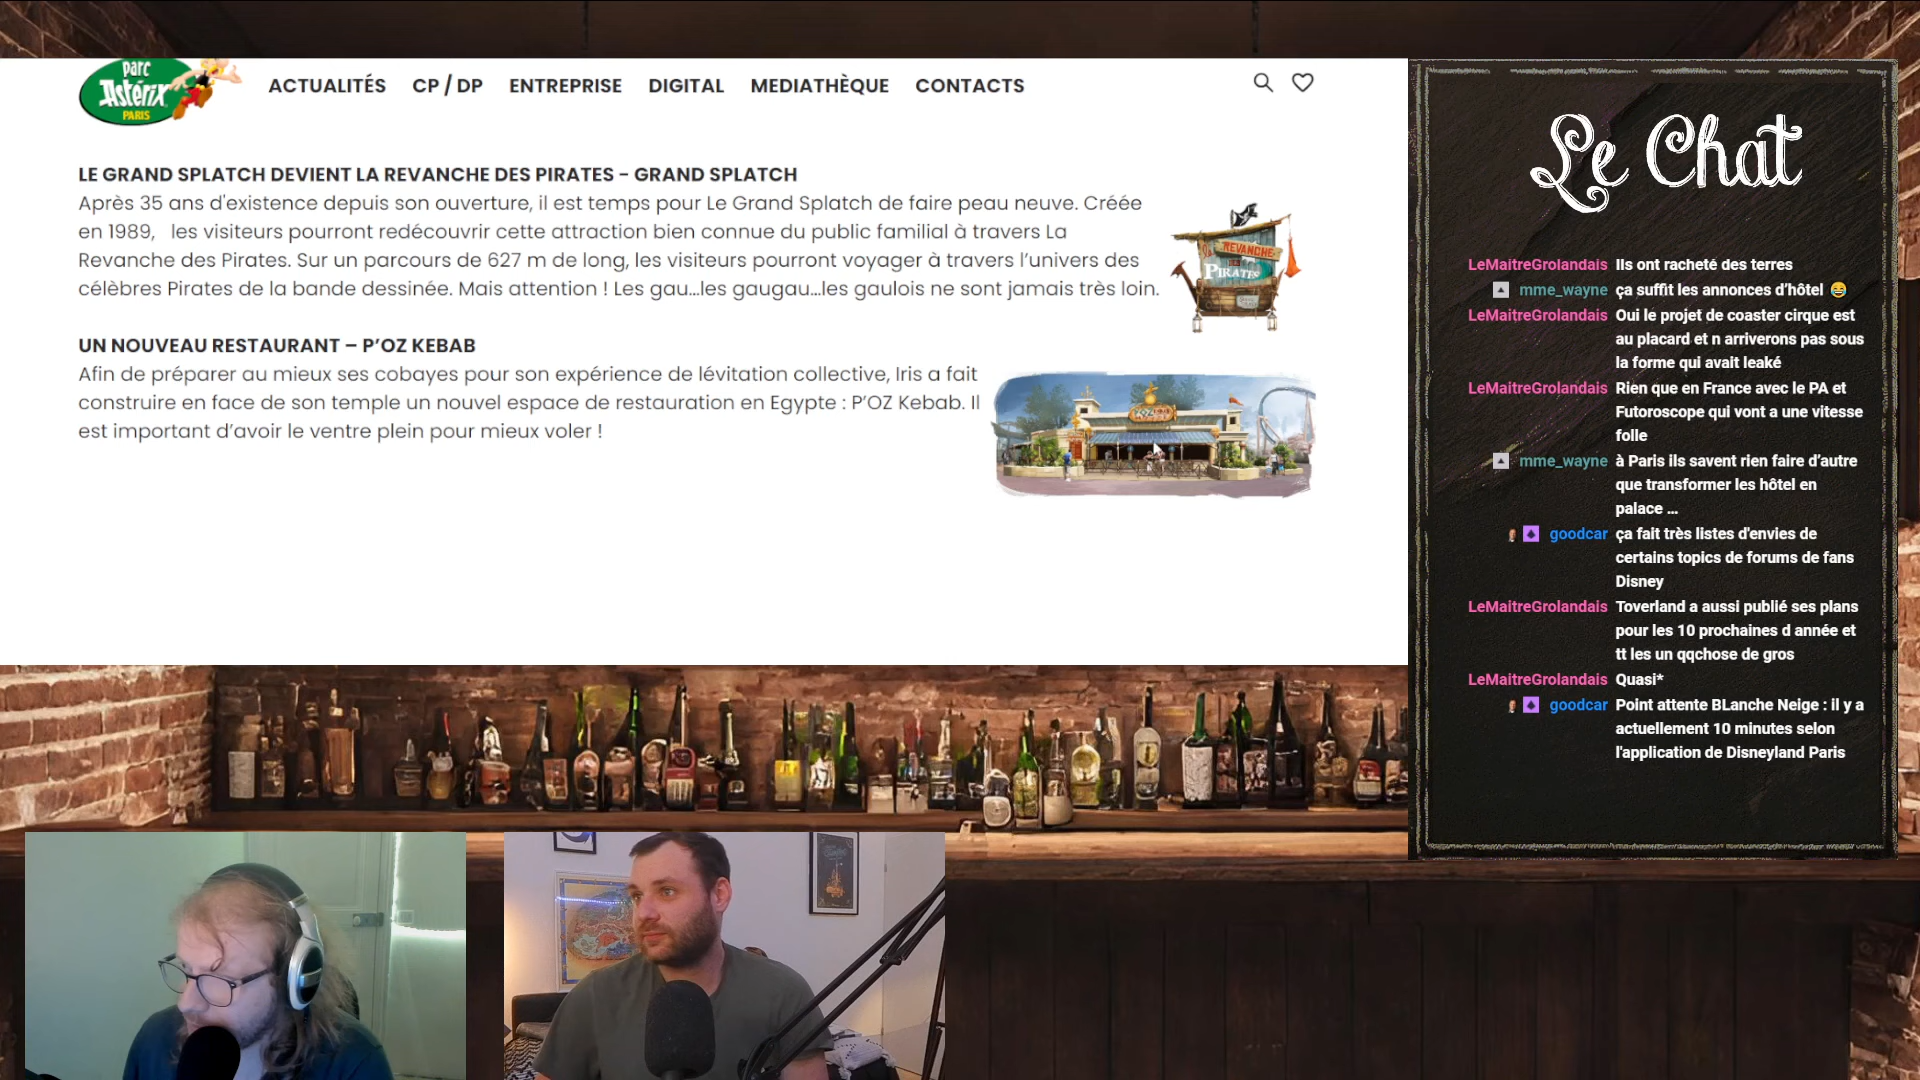 Parc
Astérix
PARIS
ACTUALITÉS CP / DP ENTREPRISE DIGITAL MEDIATHÈQUE CONTACTS
LE GRAND SPLATCH DEVIENT LA REVANCHE DES PIRATES - GRAND SPLATCH
Après 35 ans d'existence depuis son ouverture, il est temps pour Le Grand Splatch de faire peau neuve. Créée
en 1989, les visiteurs pourront redécouvrir cette attraction bien connue du public familial à travers La
Revanche des Pirates. Sur un parcours de 627 m de long, les visiteurs pourront voyager à travers l’univers des
célèbres Pirates de la bande dessinée. Mais attention ! Les gau...les gaugau...les gaulois ne sont jamais très loin.
REVANCHE
PIRATES
UN NOUVEAU RESTAURANT – P’OZ KEBAB
Afin de préparer au mieux ses cobayes pour son expérience de lévitation collective, Iris a fait
construire en face de son temple un nouvel espace de restauration en Egypte : P’OZ Kebab. Il
est important d’avoir le ventre plein pour mieux voler !
Le Chat
LeMaitreGrolandais Ils ont racheté des terres
mme_wayne ça suffit les annonces d’hôtel 😂
LeMaitreGrolandais Oui le projet de coaster cirque est
au placard et n arriverons pas sous
la forme qui avait leaké
LeMaitreGrolandais Rien que en France avec le PA et
Futoroscope qui vont a une vitesse
folle
mme_wayne à Paris ils savent rien faire d’autre
que transformer les hôtel en
palace ...
goodcar ça fait très listes d'envies de
certains topics de forums de fans
Disney
LeMaitreGrolandais Toverland a aussi publié ses plans
pour les 10 prochaines d année et
tt les un qqchose de gros
LeMaitreGrolandais Quasi*
goodcar Point attente BLanche Neige : il y a
actuellement 10 minutes selon
l'application de Disneyland Paris